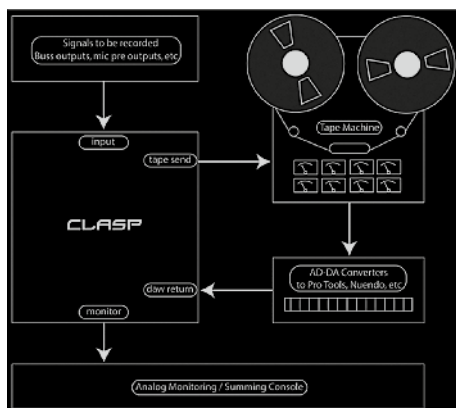 Signals to be recorded
Buss outputs, mic pre outputs, etc
input
tape send
Tape Machine
CLASP
AD-DA Converters
to Pro Tools, Nuendo, etc
daw return
monitor
Analog Monitoring / Summing Console